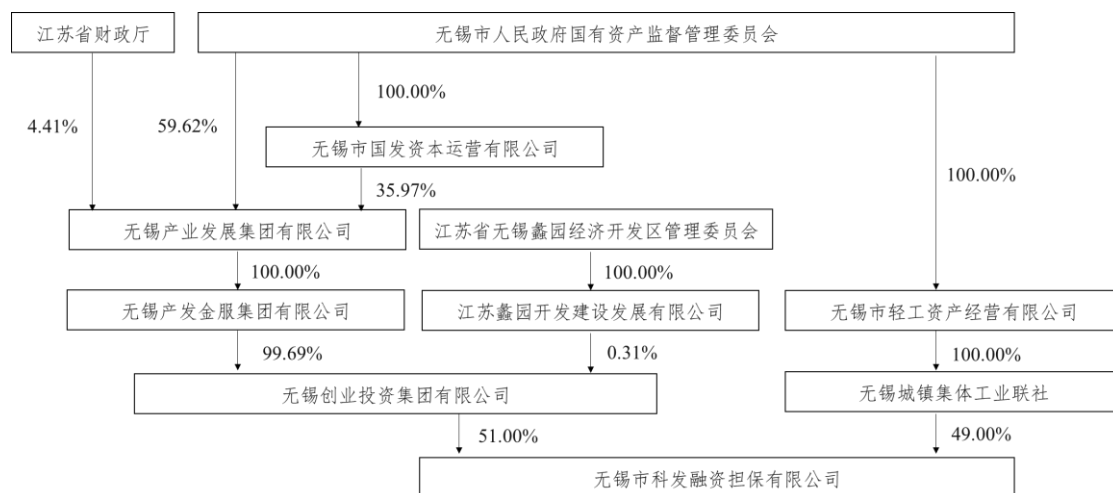 江苏省财政厅
无锡市人民政府国有资产监督管理委员会
100.00%
4.41%
59.62%
无锡市国发资本运营有限公司
100.00%
35.97%
无锡产业发展集团有限公司
江苏省无锡蠡园经济开发区管理委员会
100.00%
100.00%
无锡产发金服集团有限公司
江苏蠡园开发建设发展有限公司
无锡市轻工资产经营有限公司
99.69%
0.31%
100.00%
无锡创业投资集团有限公司
无锡城镇集体工业联社
51.00%
49.00%
无锡市科发融资担保有限公司